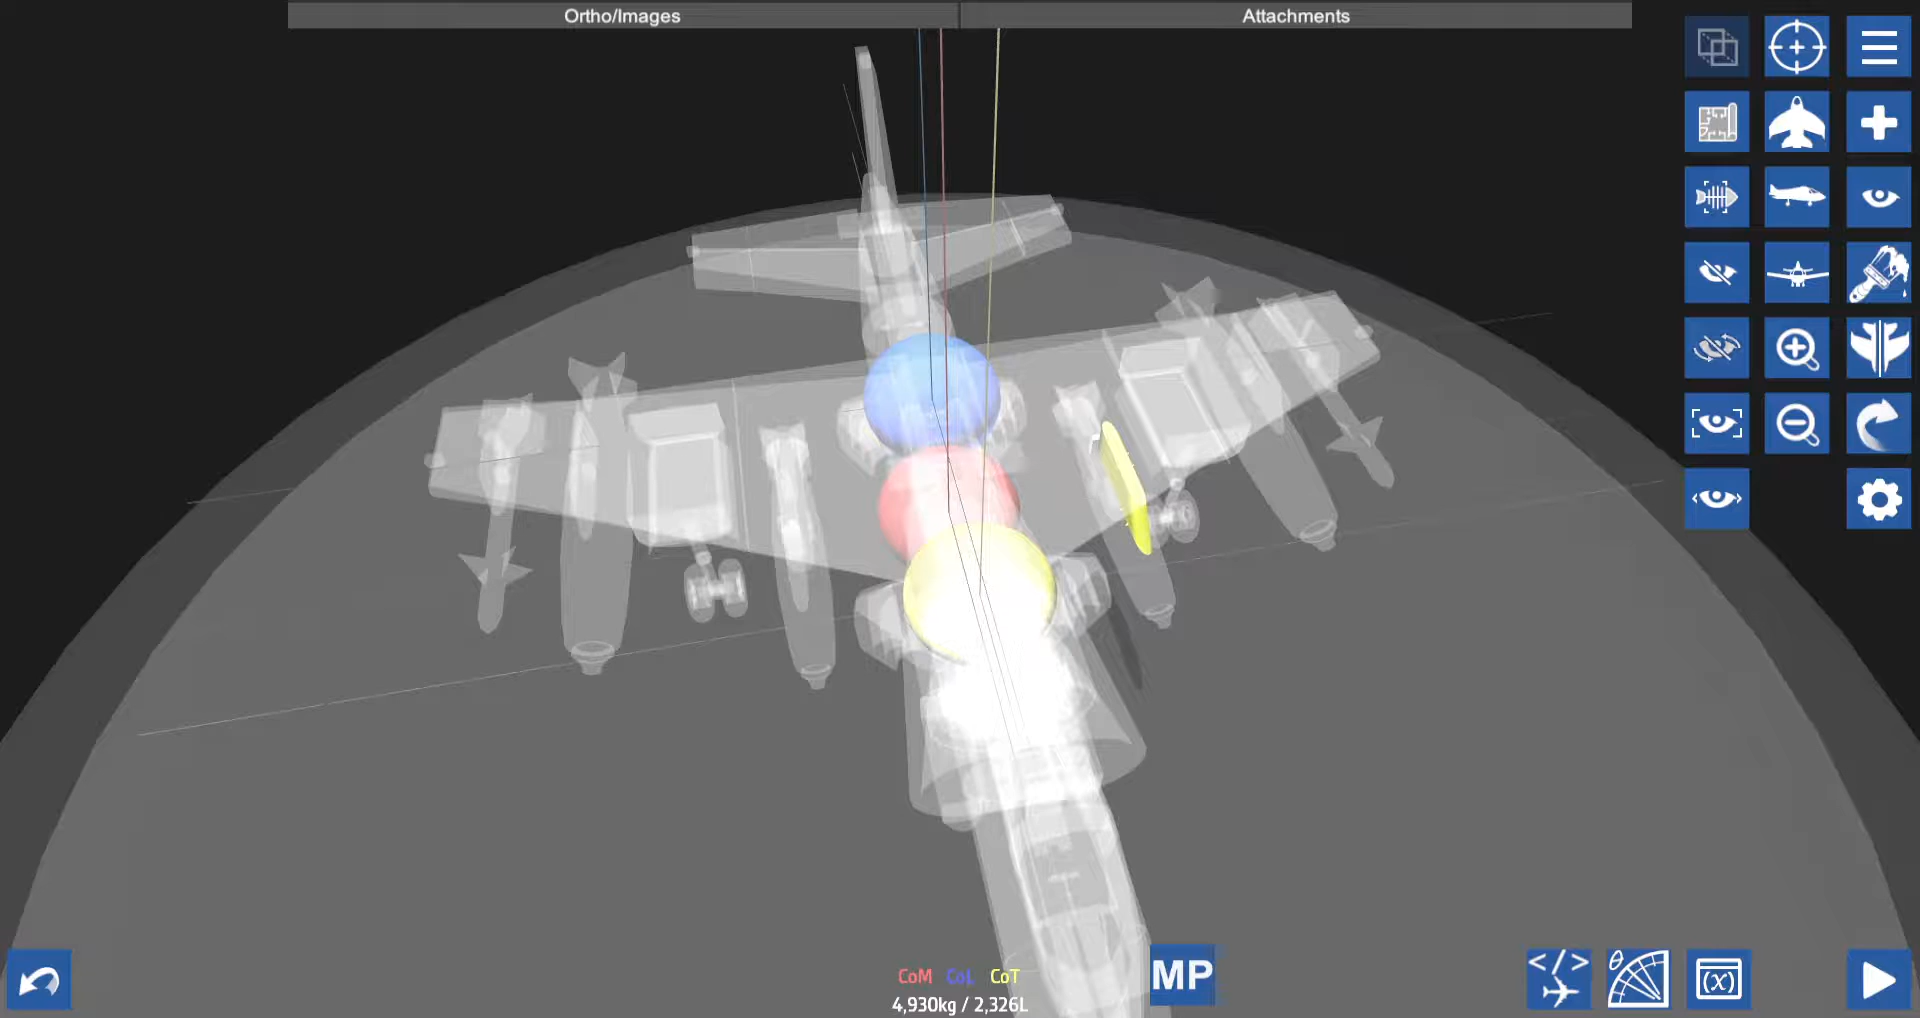 Ortho/Images
Attachments
CoM CoL CoT
4,930kg / 2,326L
MP
</>
θ
(x)